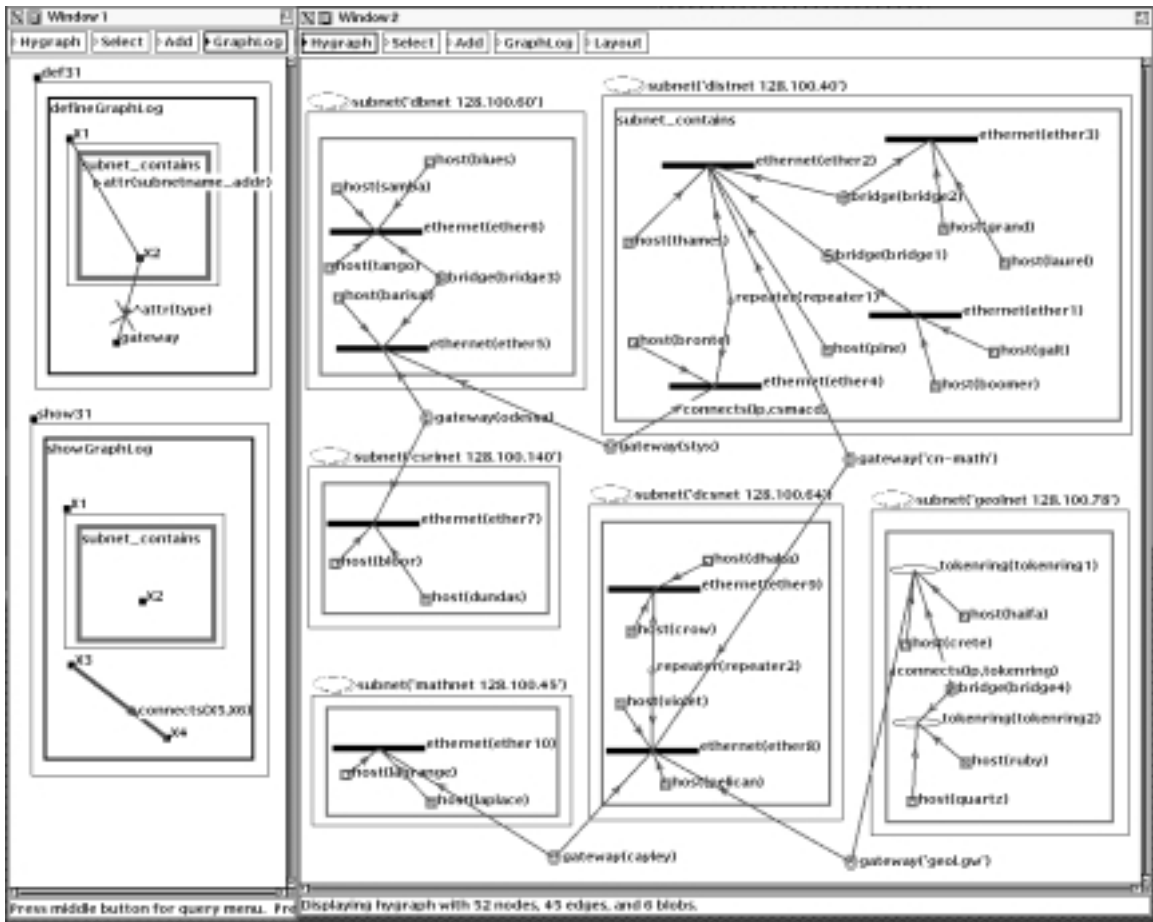 Window 1
Hygraph
Select
Add
GraphLog
def31
defineGraphLog
X1
subnet_contains
attr(subnetname_addr)
X2
^attr(type)
gateway
show31
showGraphLog
X1
subnet_contains
X2
X3
connects(X5,X6)
X4
Press middle button for query menu. Pre
Window 2
Hygraph
Select
Add
GraphLog
Layout
subnet('dbnet 128.100.60')
host(blues)
host(samba)
ethernet(ether6)
host(tango)
bridge(bridge3)
host(barisal)
ethernet(ether5)
gateway(odessa)
subnet('distnet 128.100.40')
subnet_contains
ethernet(ether3)
ethernet(ether2)
bridge(bridge2)
host(grand)
host(thames)
bridge(bridge1)
host(laurel)
repeater(repeater1)
ethernet(ether1)
host(bronte)
host(pine)
host(galt)
ethernet(ether4)
host(boomer)
connects(ip,csmacd)
gateway(stys)
gateway('cn-math')
subnet('csrinet 128.100.140')
ethernet(ether7)
host(bloor)
host(dundas)
subnet('dcsnet 128.100.64')
host(dhaka)
ethernet(ether9)
host(crow)
repeater(repeater2)
host(violet)
ethernet(ether8)
host(pelican)
subnet('geolnet 128.100.78')
tokenring(tokenring1)
host(haifa)
host(crete)
connects(ip,tokenring)
bridge(bridge4)
tokenring(tokenring2)
host(ruby)
host(quartz)
subnet('mathnet 128.100.45')
ethernet(ether10)
host(lagrange)
host(laplace)
gateway(cayley)
gateway('geol.gw')
Displaying hygraph with 52 nodes, 45 edges, and 6 blobs.